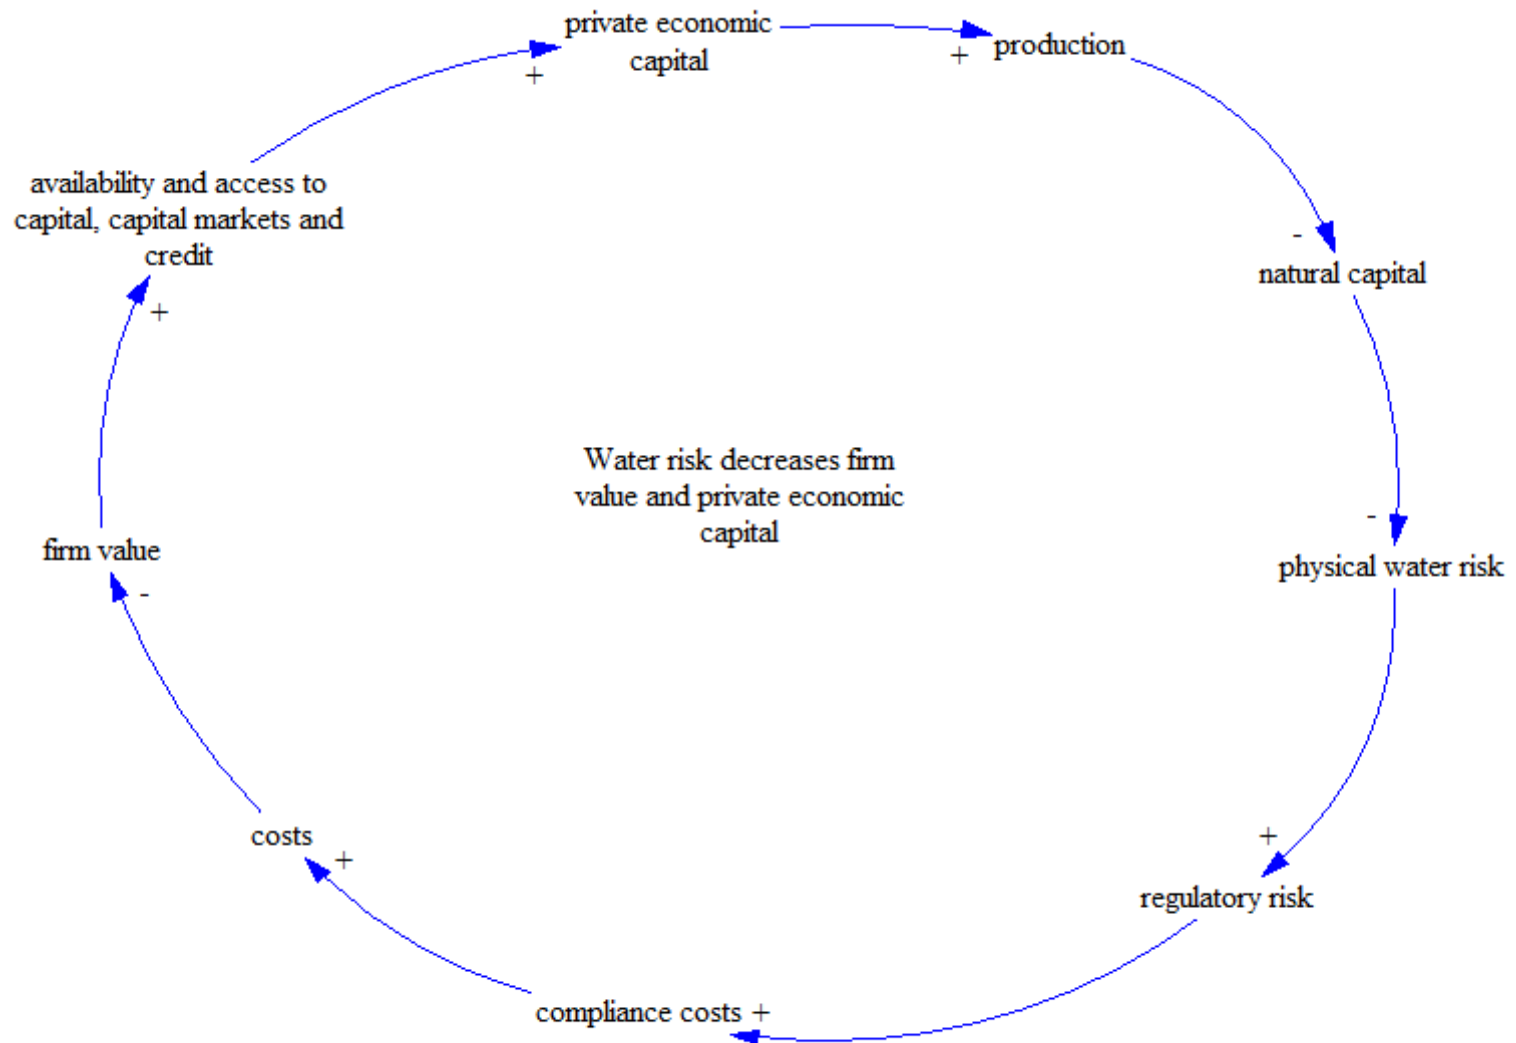 private economic
capital
+
production
+
availability and access to
capital, capital markets and
credit
+
-
natural capital
Water risk decreases firm
value and private economic
capital
-
firm value
physical water risk
-
costs
+
+
regulatory risk
compliance costs +